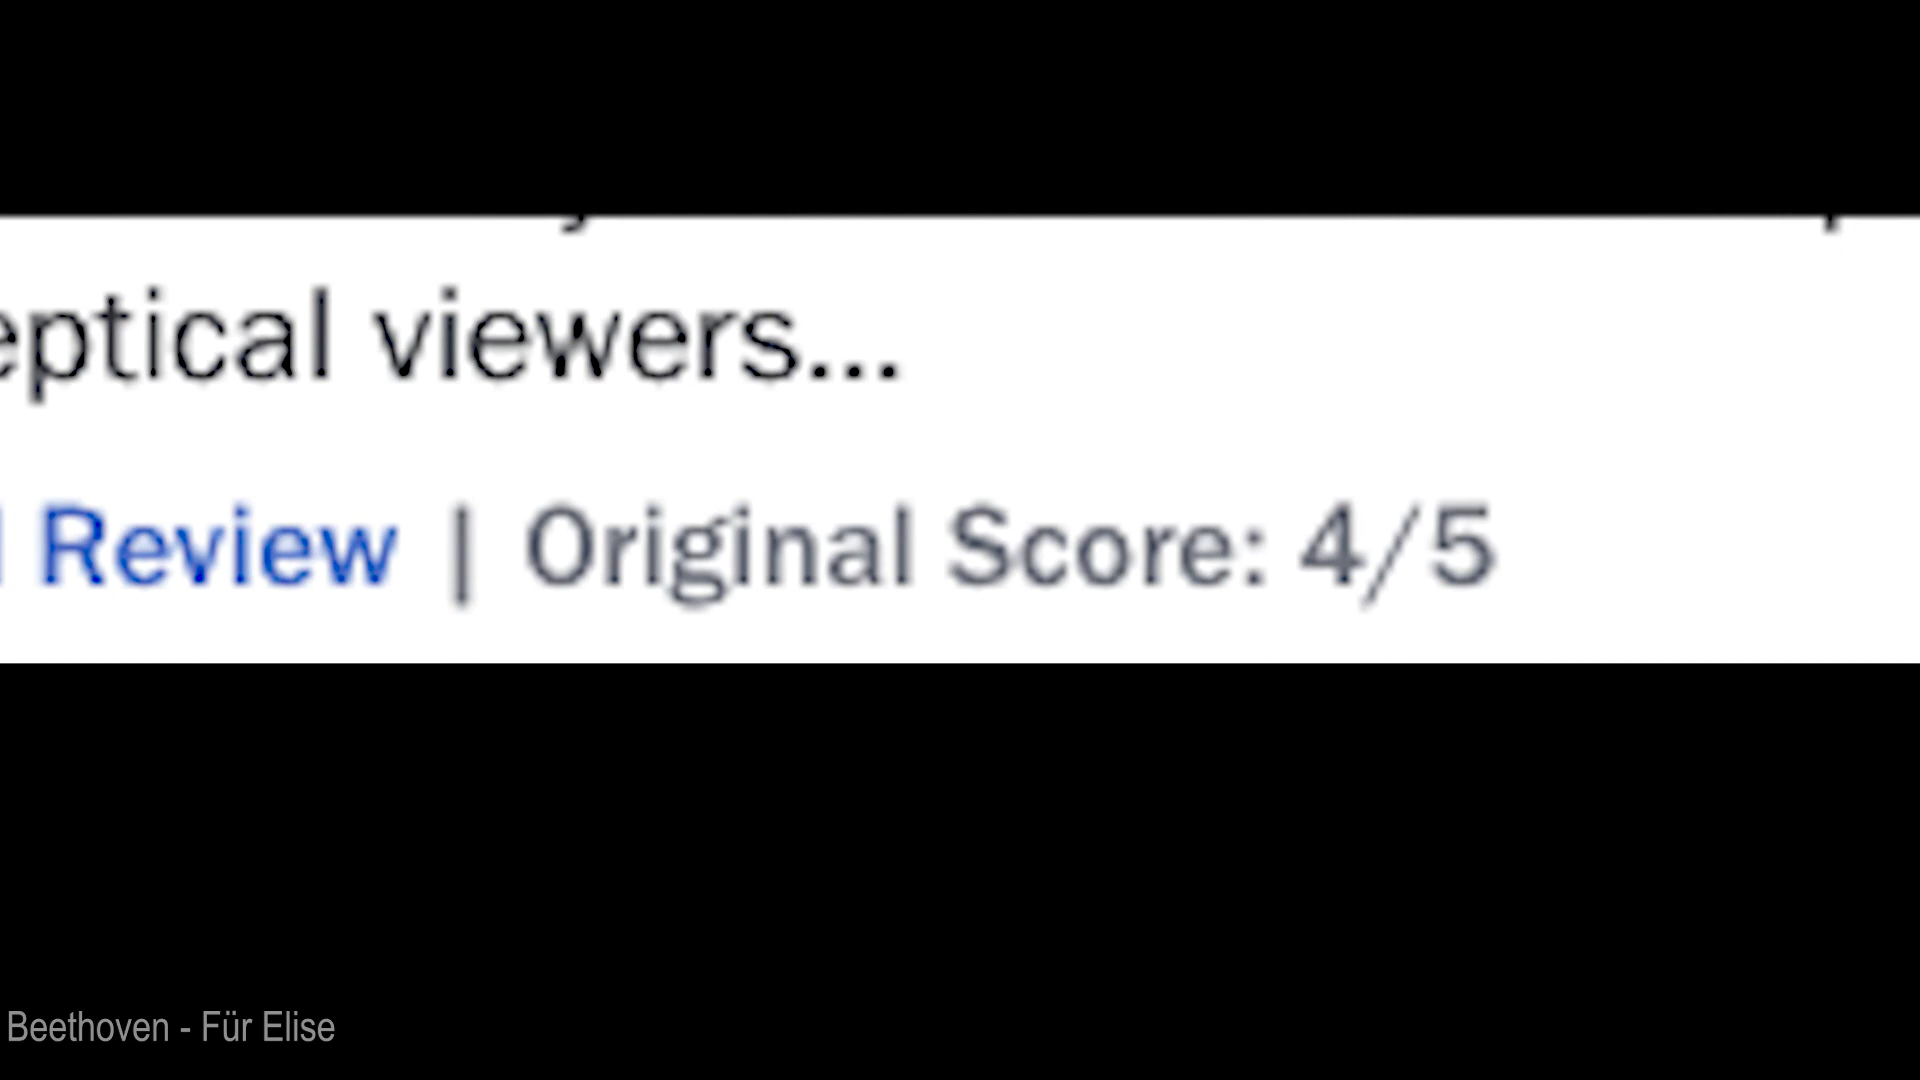 eptical viewers...
Review | Original Score: 4/5
Beethoven - Für Elise